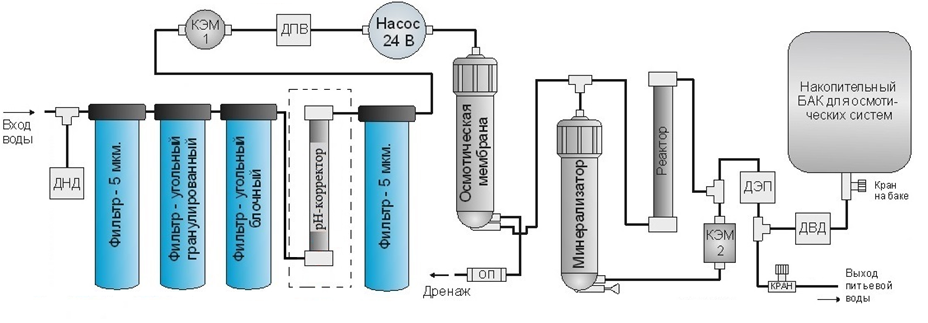 КЭМ
1
ДПВ
Насос
24 В
Вход
воды
ДНД
Фильтр - 5 мкм.
Фильтр - угольный
гранулированный
Фильтр - угольный
блочный
рН-корректор
Фильтр - 5 мкм.
Осмотическая
мембрана
Дренаж
ОП
Минерализатор
Реактор
КЭМ
2
ДЭП
ДВД
Накопительный
БАК для осмоти-
ческих систем
Кран
на баке
КРАН
Выход
питьевой
воды